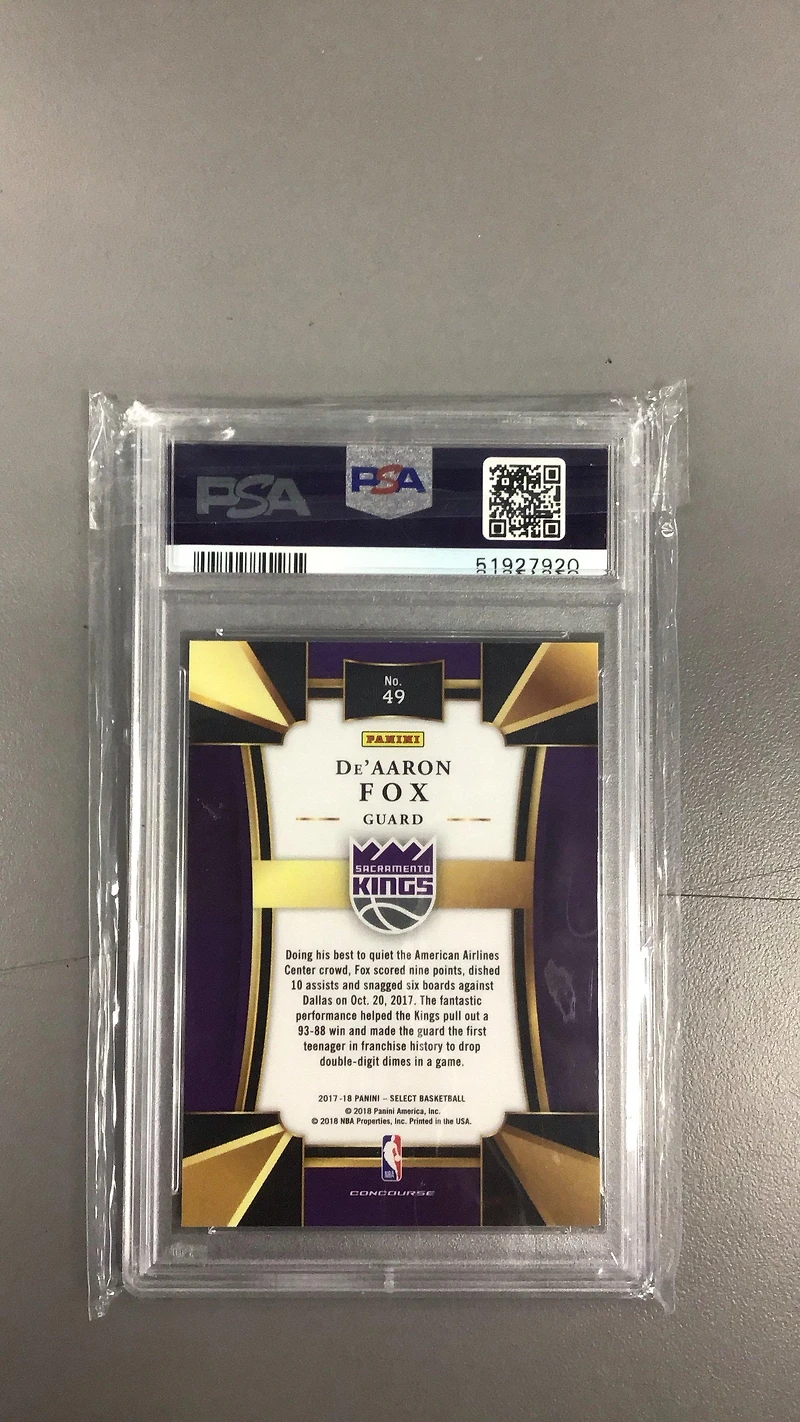 PSA
PSA
51927920
No.
49
PANINI
DE'AARON
FOX
GUARD
SACRAMENTO
KINGS
Doing his best to quiet the American Airlines
Center crowd, Fox scored nine points, dished
10 assists and snagged six boards against
Dallas on Oct. 20, 2017. The fantastic
performance helped the Kings pull out a
93-88 win and made the guard the first
teenager in franchise history to drop
double-digit dimes in a game.
2017-18 PANINI – SELECT BASKETBALL
© 2018 Panini America, Inc.
© 2018 NBA Properties, Inc. Printed in the USA.
NBA
CONCOURSE